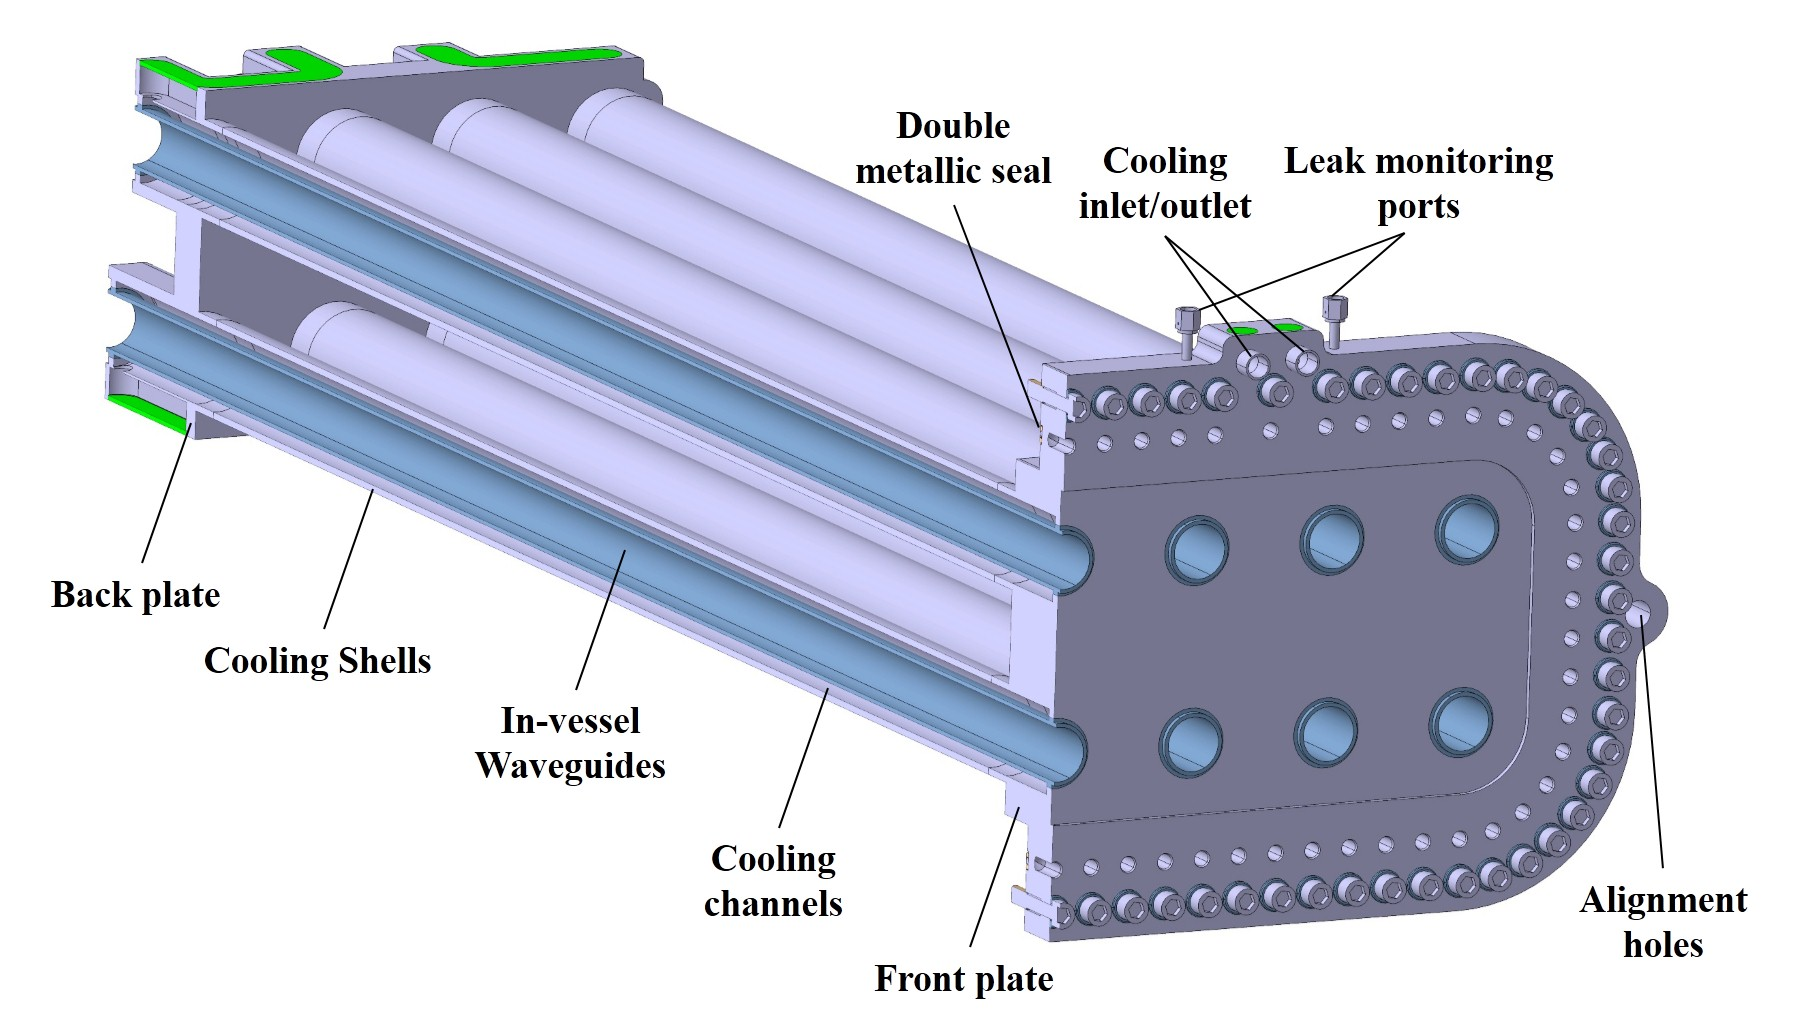 Double
metallic seal
Cooling
inlet/outlet
Leak monitoring
ports
Back plate
Cooling Shells
In-vessel
Waveguides
Cooling
channels
Front plate
Alignment
holes